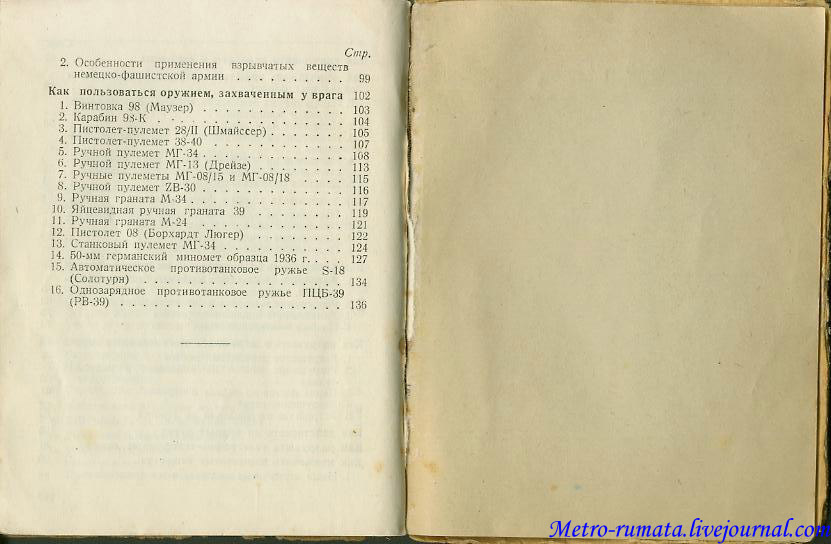 Стр.
2. Особенности применения взрывчатых веществ
немецко-фашистской армии . . . . . . . . . . 99
Как пользоваться оружием, захваченным у врага 102
1. Винтовка 98 (Маузер) . . . . . . . . . . . . . 103
2. Карабин 98-К . . . . . . . . . . . . . . . . 104
3. Пистолет-пулемет 28/II (Шмайссер) . . . . . . . 105
4. Пистолет-пулемет 38-40 . . . . . . . . . . . . 107
5. Ручной пулемет МГ-34 . . . . . . . . . . . . . 108
6. Ручной пулемет МГ-13 (Дрейзе) . . . . . . . . 113
7. Ручные пулеметы МГ-08/15 и МГ-08/18 . . . . . 115
8. Ручной пулемет ZB-30 . . . . . . . . . . . . . 116
9. Ручная граната М-34 . . . . . . . . . . . . . . 117
10. Яйцевидная ручная граната 39 . . . . . . . . 119
11. Ручная граната М-24 . . . . . . . . . . . . . 121
12. Пистолет 08 (Борхардт Люгер) . . . . . . . . . 122
13. Станковый пулемет МГ-34 . . . . . . . . . . . 124
14. 50-мм германский миномет образца 1936 г. . . . 127
15. Автоматическое противотанковое ружье S-18
(Солотурн) . . . . . . . . . . . . . . . . . 134
16. Однозарядное противотанковое ружье ПЦБ-39
(РВ-39) . . . . . . . . . . . . . . . . . . . 136
Metro-rumata.livejournal.com